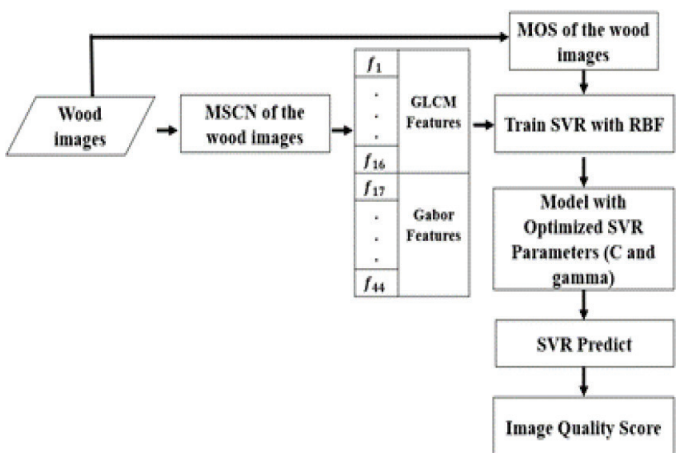 MOS of the wood
images
Wood
images
MSCN of the
wood images
f1
.
.
.
f16
GLCM
Features
f17
.
.
.
f44
Gabor
Features
Train SVR with RBF
Model with
Optimized SVR
Parameters (C and
gamma)
SVR Predict
Image Quality Score